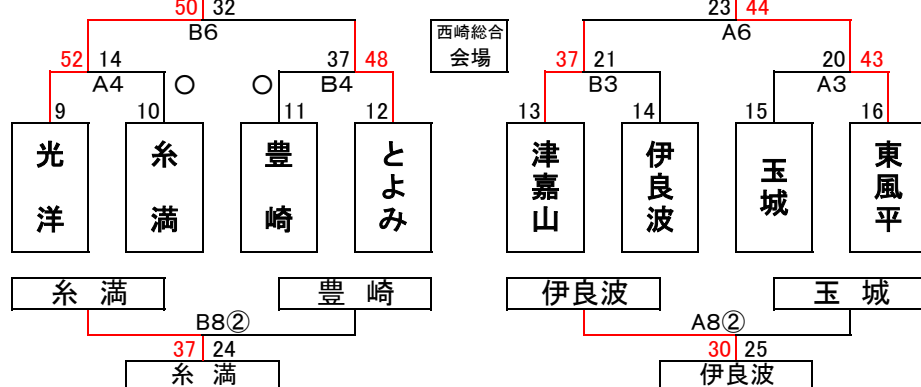 50 32
B6
西崎総合
会場
23 44
A6
52 14
A4
37 48
B4
37 21
B3
20 43
A3
○ ○
9 10 11 12 13 14 15 16
光洋 糸満 豊崎 とよみ 津嘉山 伊良波 玉城 東風平
糸満 豊崎 伊良波 玉城
B8② A8②
37 24 30 25
糸満 伊良波